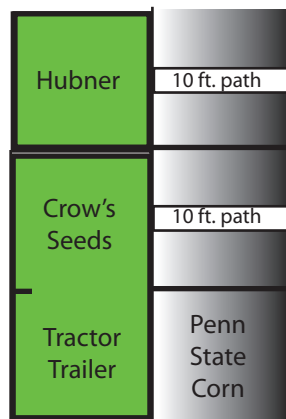 Hubner
10 ft. path
Crow's
Seeds
10 ft. path
Tractor
Trailer
Penn
State
Corn